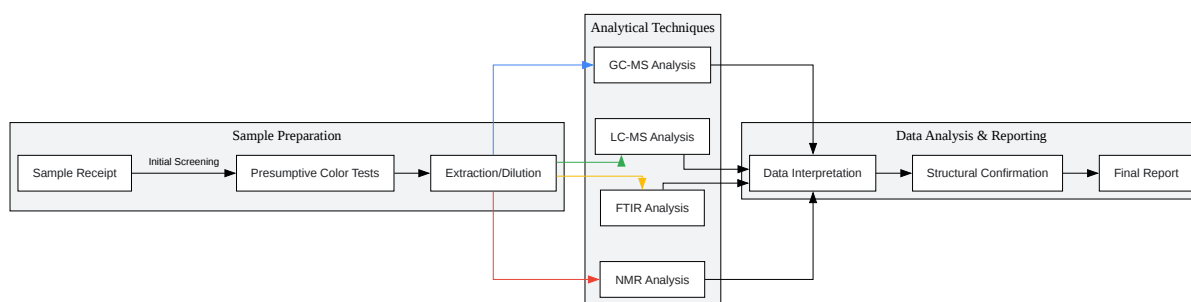 Analytical Techniques
GC-MS Analysis
LC-MS Analysis
FTIR Analysis
NMR Analysis
Sample Preparation
Sample Receipt
Initial Screening
Presumptive Color Tests
Extraction/Dilution
Data Analysis & Reporting
Data Interpretation
Structural Confirmation
Final Report